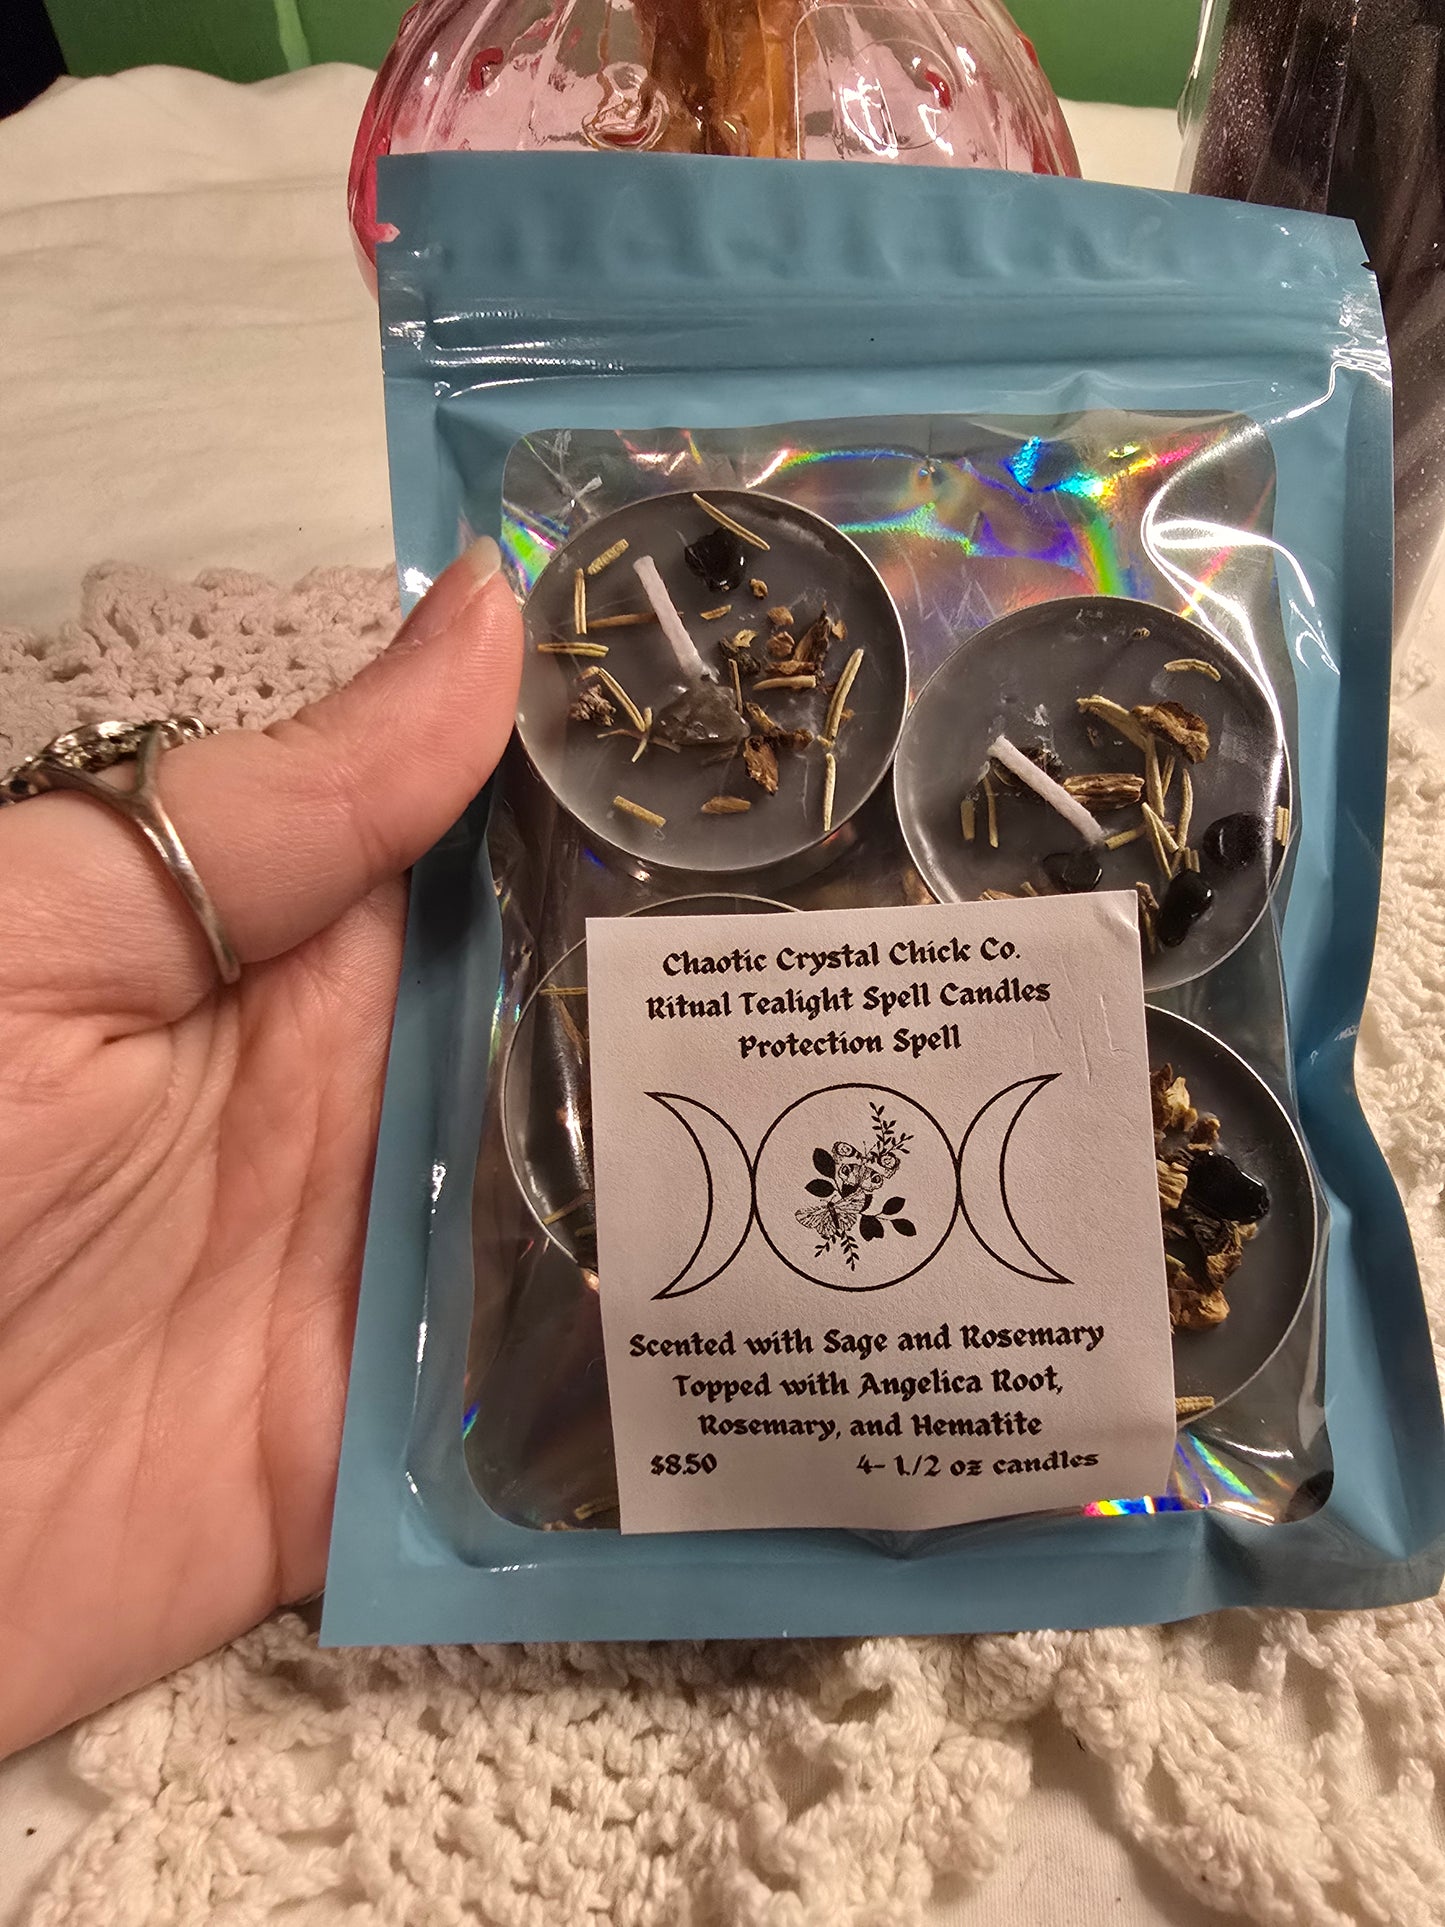 Chaotic Crystal Chick Co.
Ritual Tealight Spell Candles
Protection Spell
Scented with Sage and Rosemary
Topped with Angelica Root,
Rosemary, and Hematite
$8.50 4- 1./2 oz candles